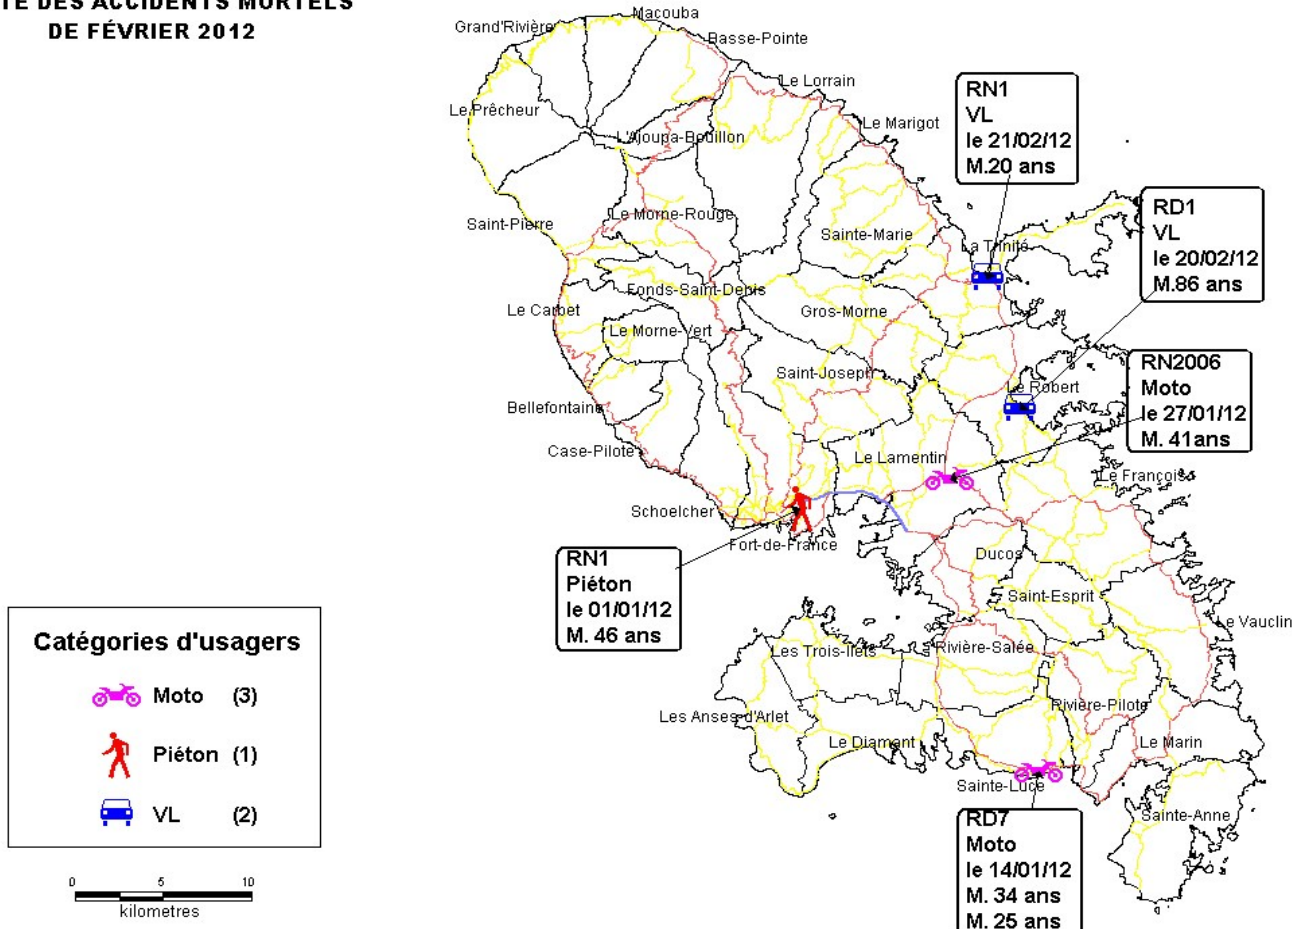 TE DES ACCIDENTS MORTELS
DE FÉVRIER 2012
Macouba
Grand'Rivière
Basse-Pointe
Le Lorrain
Le Prêcheur
Le Marigot
L'Ajoupa-Bouillon
RN1
VL
le 21/02/12
M.20 ans
Saint-Pierre
Le Morne-Rouge
Sainte-Marie
La Trinité
RD1
VL
le 20/02/12
M.86 ans
Fonds-Saint-Denis
Le Carbet
Gros-Morne
Le Morne-Vert
Saint-Joseph
Le Robert
RN2006
Moto
le 27/01/12
M. 41ans
Bellefontaine
Case-Pilote
Le Lamentin
Le François
Schoelcher
Fort-de-France
Ducos
RN1
Piéton
le 01/01/12
M. 46 ans
Saint-Esprit
Le Vauclin
Les Trois-Ilets
Rivière-Salée
Les Anses-d'Arlet
Rivière-Pilote
Le Diamant
Le Marin
Sainte-Luce
Sainte-Anne
RD7
Moto
le 14/01/12
M. 34 ans
M. 25 ans
Catégories d'usagers
Moto (3)
Piéton (1)
VL (2)
0 5 10
kilometres